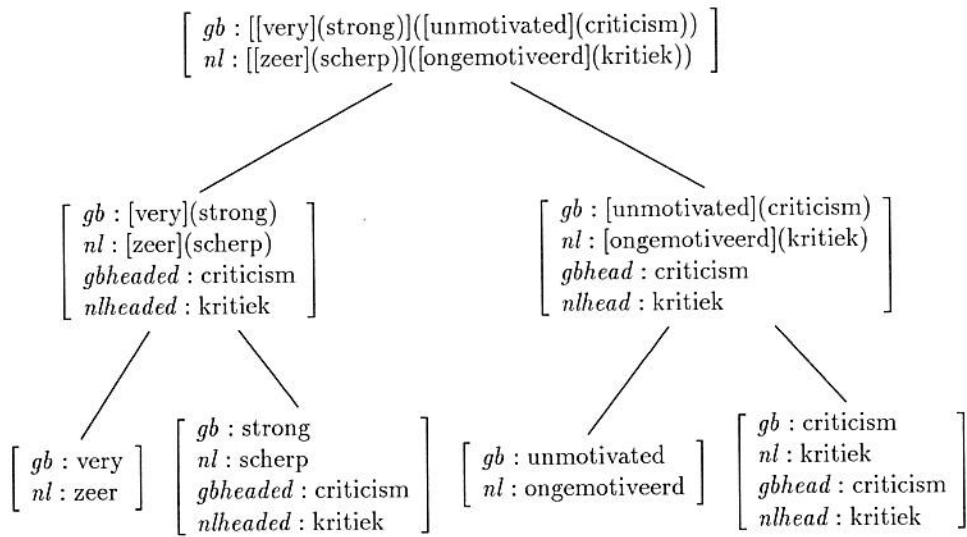 gb : [[very](strong)]([unmotivated](criticism))
nl : [[zeer](scherp)]([ongemotiveerd](kritiek))
gb : [very](strong)
nl : [zeer](scherp)
gbheaded : criticism
nlheaded : kritiek
gb : [unmotivated](criticism)
nl : [ongemotiveerd](kritiek)
gbhead : criticism
nlhead : kritiek
gb : very
nl : zeer
gb : strong
nl : scherp
gbheaded : criticism
nlheaded : kritiek
gb : unmotivated
nl : ongemotiveerd
gb : criticism
nl : kritiek
gbhead : criticism
nlhead : kritiek